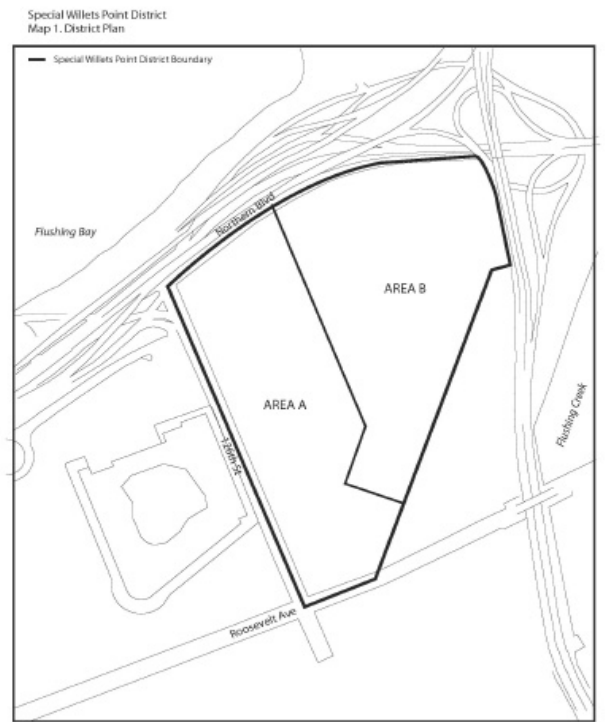 Special Willets Point District
Map 1. District Plan
Special Willets Point District Boundary
Northern Blvd
Flushing Bay
AREA B
AREA A
Flushing Creek
126th St
Roosevelt Ave